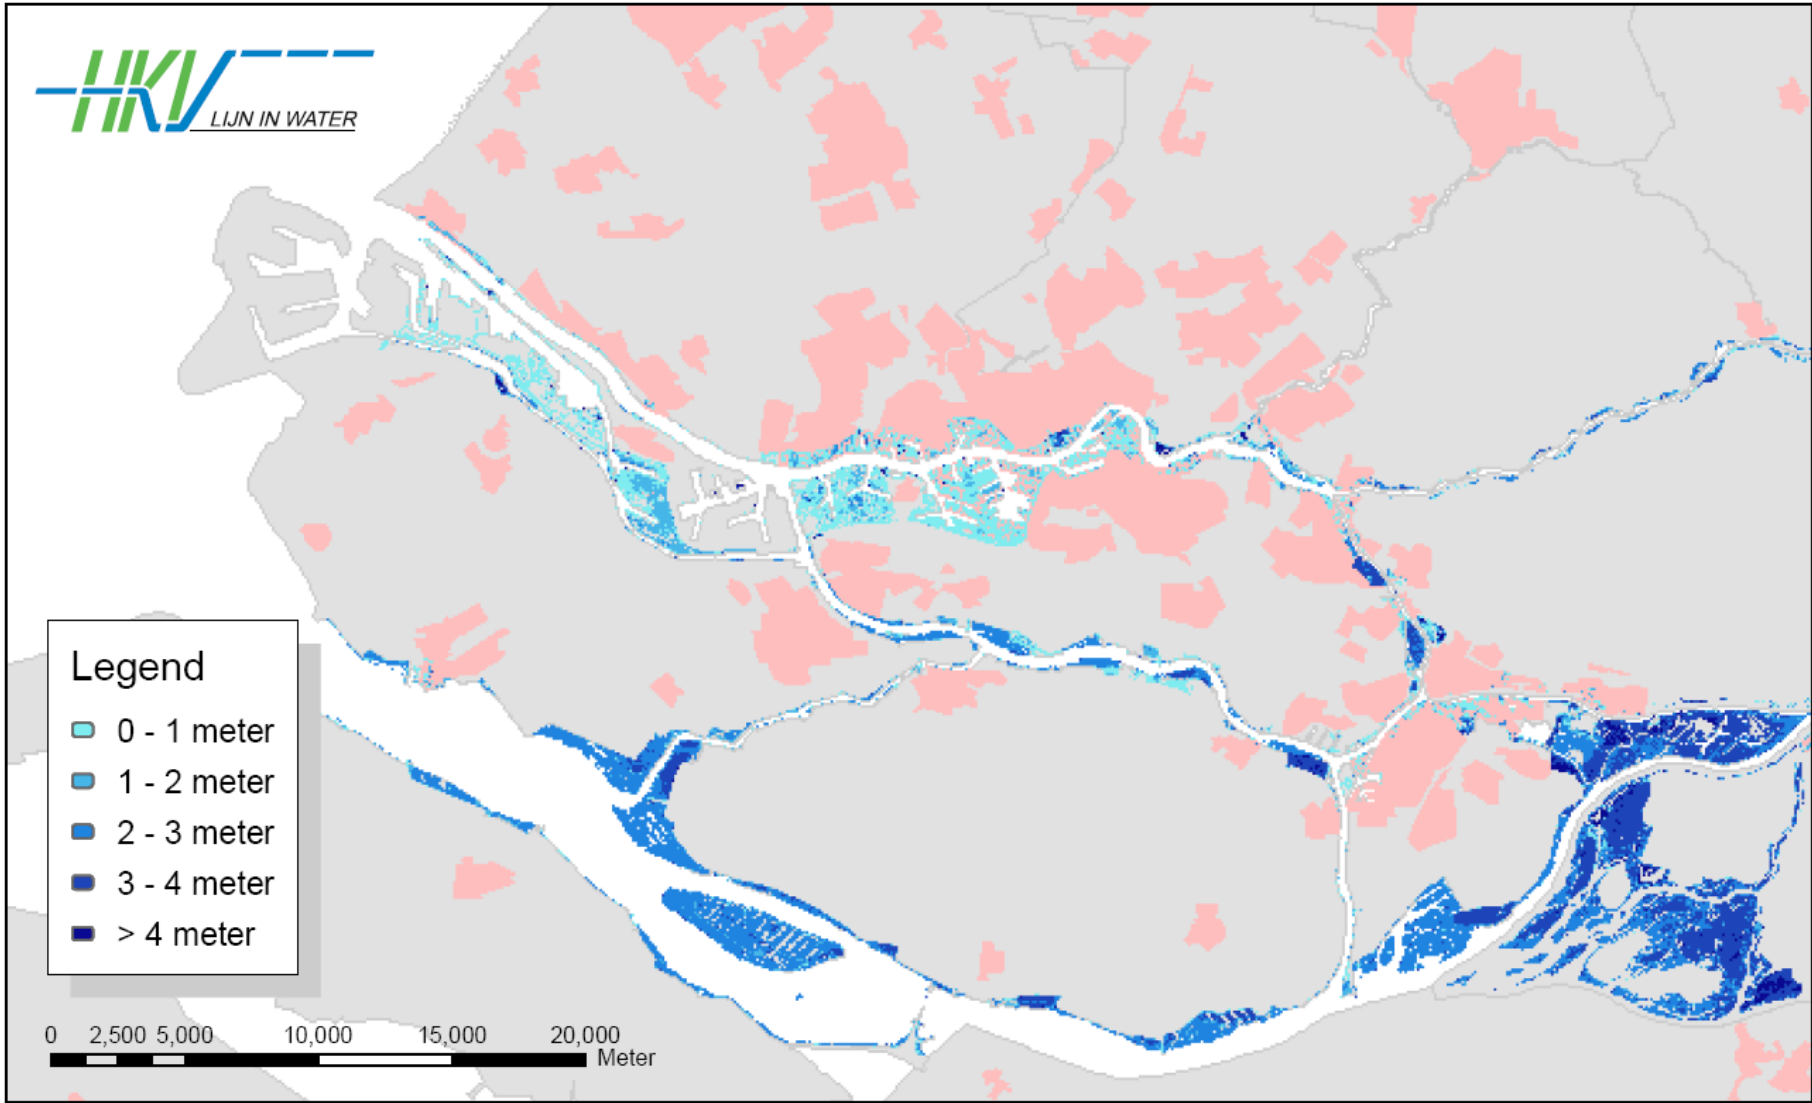 HKV
LIJN IN WATER
Legend
0 - 1 meter
1 - 2 meter
2 - 3 meter
3 - 4 meter
> 4 meter
0 2,500 5,000 10,000 15,000 20,000
Meter